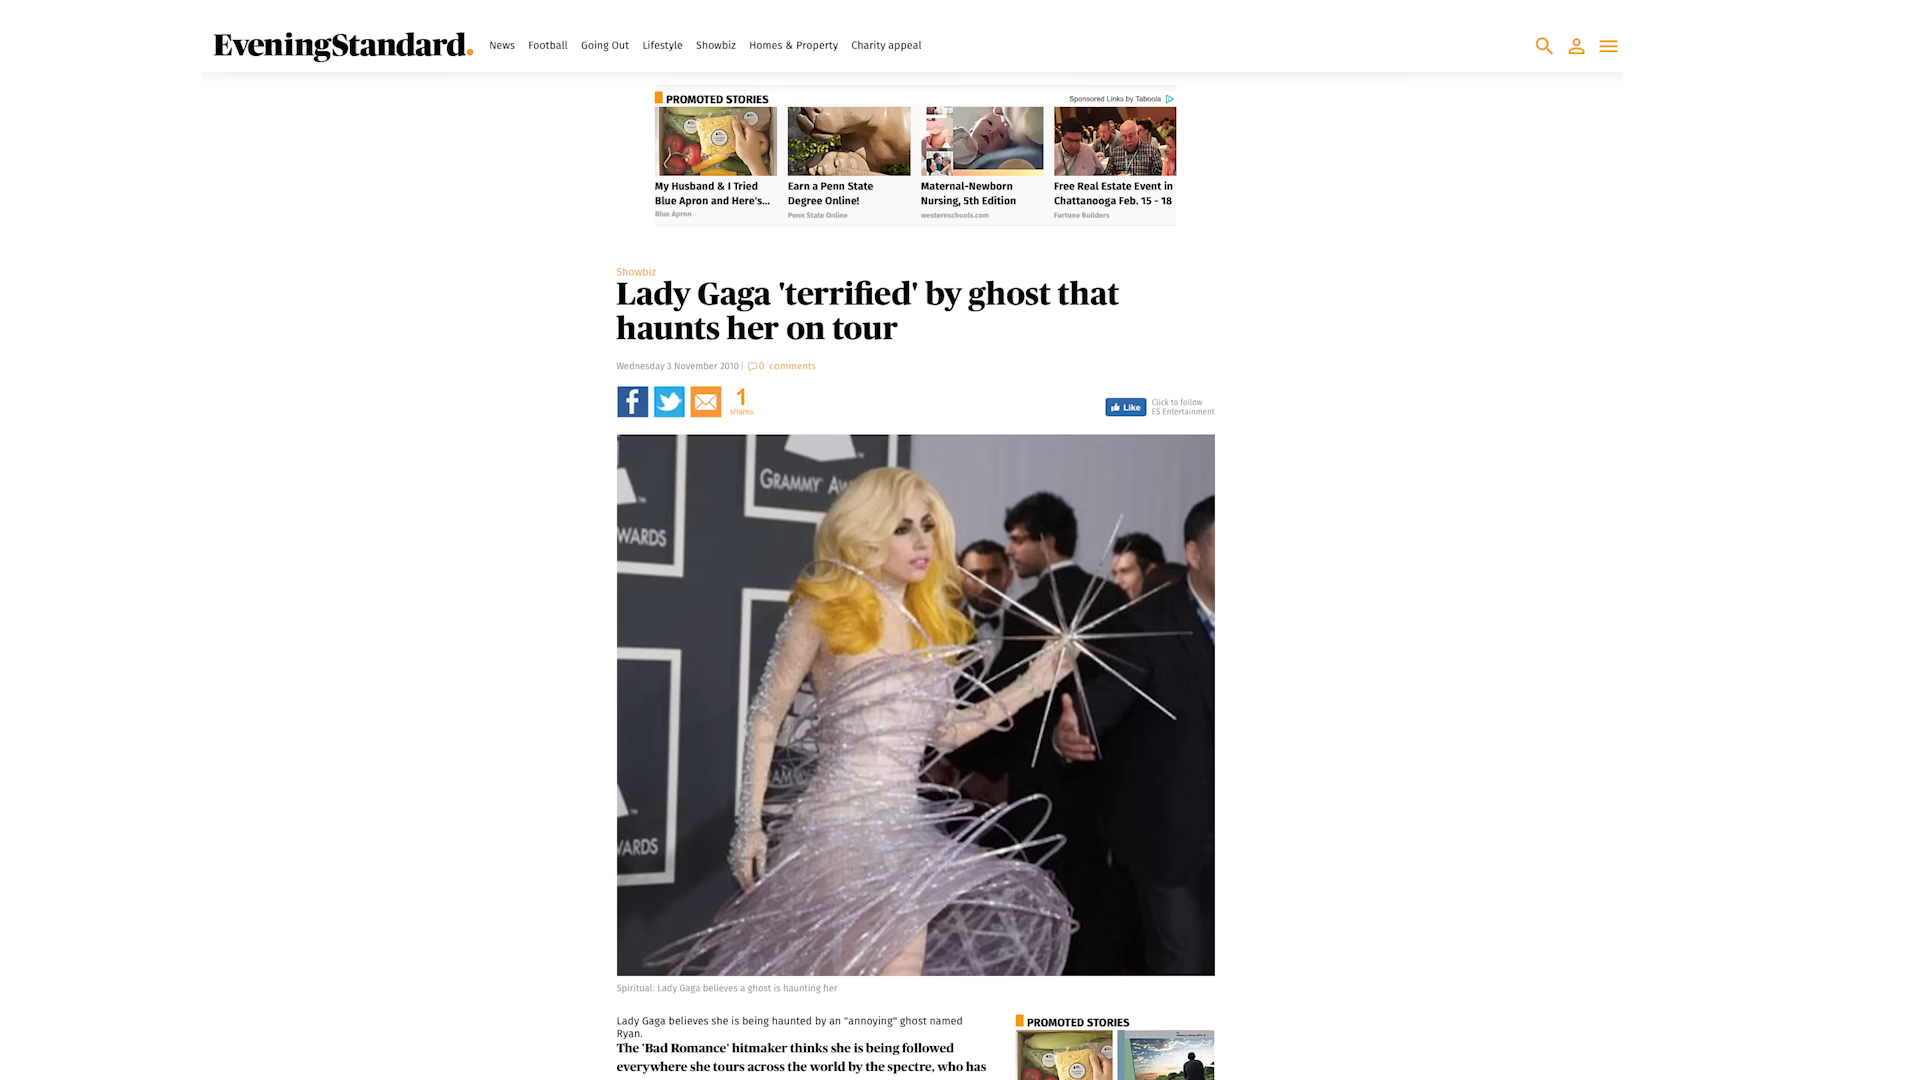 EveningStandard.
News Football Going Out Lifestyle Showbiz Homes & Property Charity appeal
PROMOTED STORIES
Sponsored Links by Taboola
My Husband & I Tried
Blue Apron and Here's...
Blue Apron
Earn a Penn State
Degree Online!
Penn State Online
Maternal-Newborn
Nursing, 5th Edition
westernschools.com
Free Real Estate Event in
Chattanooga Feb. 15 - 18
Fortune Builders
Showbiz
Lady Gaga 'terrified' by ghost that
haunts her on tour
Wednesday 3 November 2010 | 0 comments
1
shares
Like
Click to follow
ES Entertainment
GRAMMY AW
WARDS
WARDS
Spiritual: Lady Gaga believes a ghost is haunting her
Lady Gaga believes she is being haunted by an "annoying" ghost named
Ryan.
The 'Bad Romance' hitmaker thinks she is being followed
everywhere she tours across the world by the spectre, who has
PROMOTED STORIES